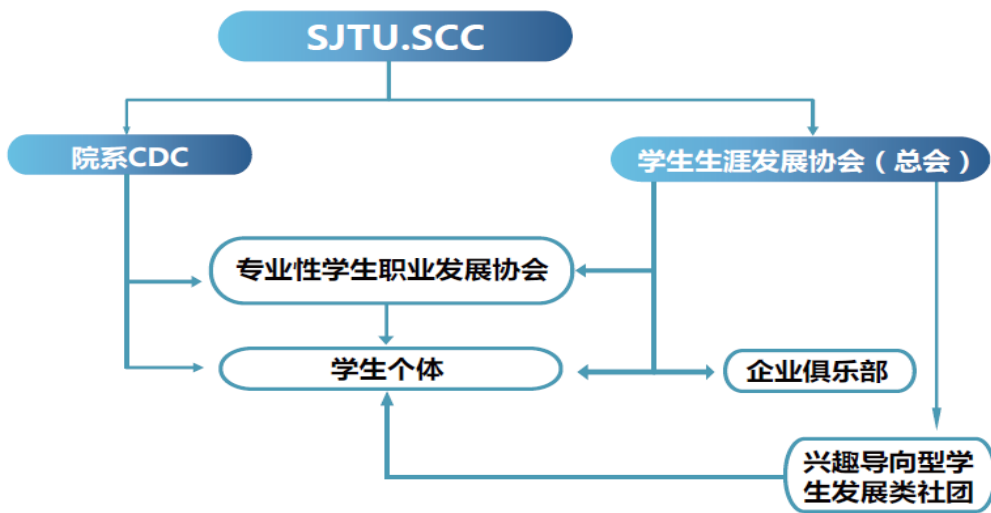 SJTU.SCC
院系CDC
学生生涯发展协会（总会）
专业性学生职业发展协会
学生个体
企业俱乐部
兴趣导向型学
生发展类社团